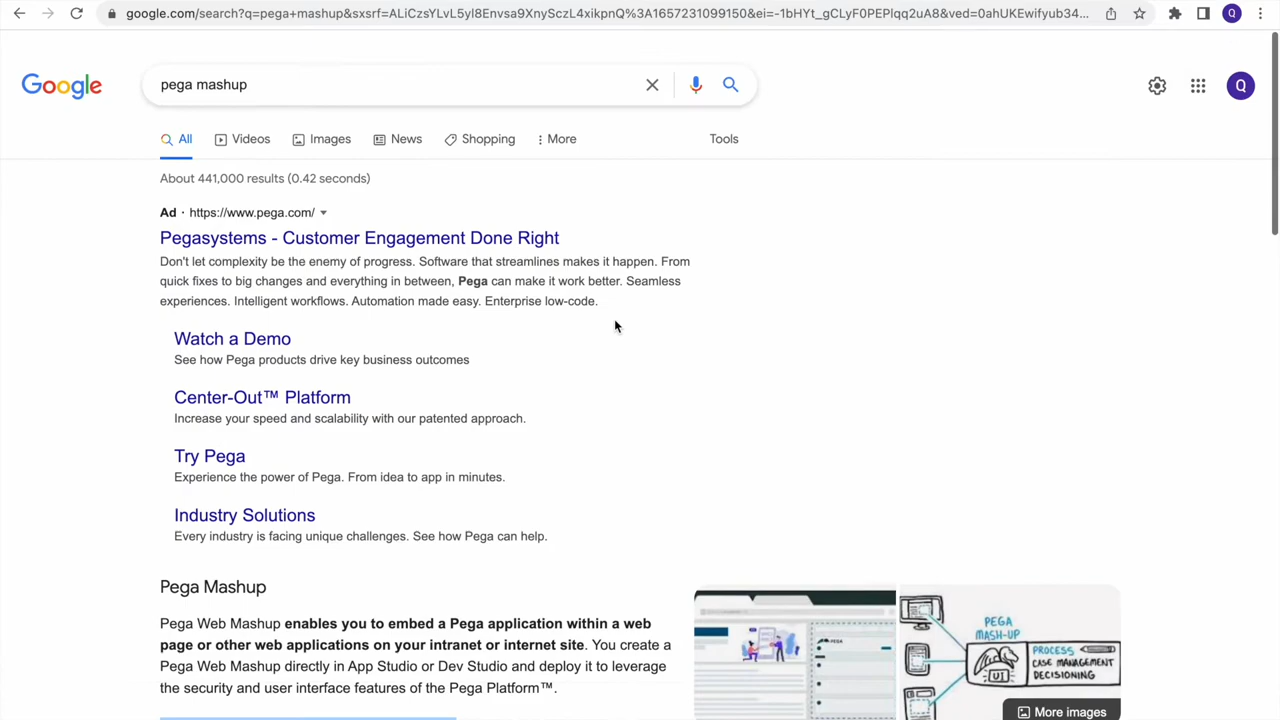 google.com/search?q=pega+mashup&sxsrf=ALiCzsYLvL5yl8Envsa9XnySczL4xikpnQ%3A1657231099150&ei=-1bHYt_gCLyF0PEPlqq2uA8&ved=0ahUKEwifyub34...
Q
Google
pega mashup
Q
All Videos Images News Shopping More Tools
About 441,000 results (0.42 seconds)
Ad · https://www.pega.com/
Pegasystems - Customer Engagement Done Right
Don't let complexity be the enemy of progress. Software that streamlines makes it happen. From
quick fixes to big changes and everything in between, Pega can make it work better. Seamless
experiences. Intelligent workflows. Automation made easy. Enterprise low-code.
Watch a Demo
See how Pega products drive key business outcomes
Center-Out™ Platform
Increase your speed and scalability with our patented approach.
Try Pega
Experience the power of Pega. From idea to app in minutes.
Industry Solutions
Every industry is facing unique challenges. See how Pega can help.
Pega Mashup
Pega Web Mashup enables you to embed a Pega application within a web
page or other web applications on your intranet or internet site. You create a
Pega Web Mashup directly in App Studio or Dev Studio and deploy it to leverage
the security and user interface features of the Pega Platform™.
PEGA
PEGA
MASH-UP
UI
PROCESS
CASE MANAGEMENT
DECISIONING
More images